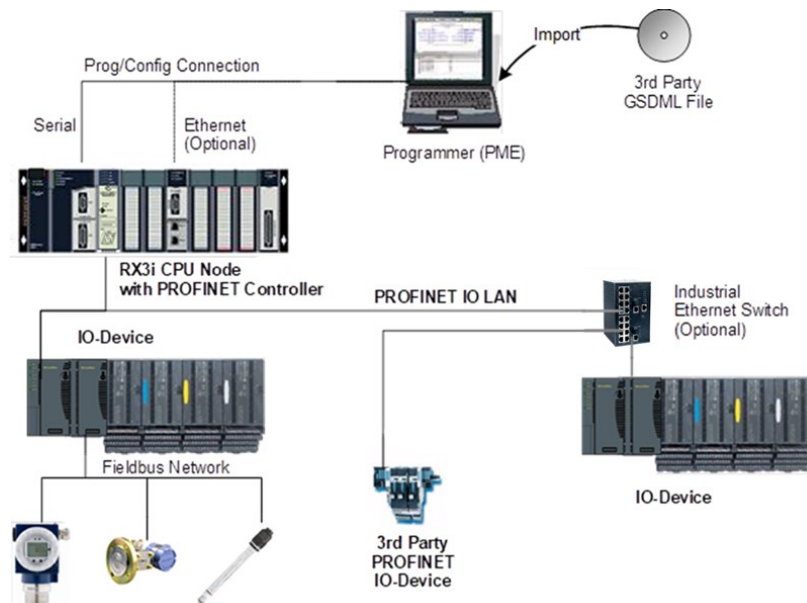 Import
3rd Party
GSDML File
Prog/Config Connection
Serial
Ethernet
(Optional)
Programmer (PME)
RX3i CPU Node
with PROFINET Controller
PROFINET IO LAN
Industrial
Ethernet Switch
(Optional)
IO-Device
Fieldbus Network
IO-Device
3rd Party
PROFINET
IO-Device